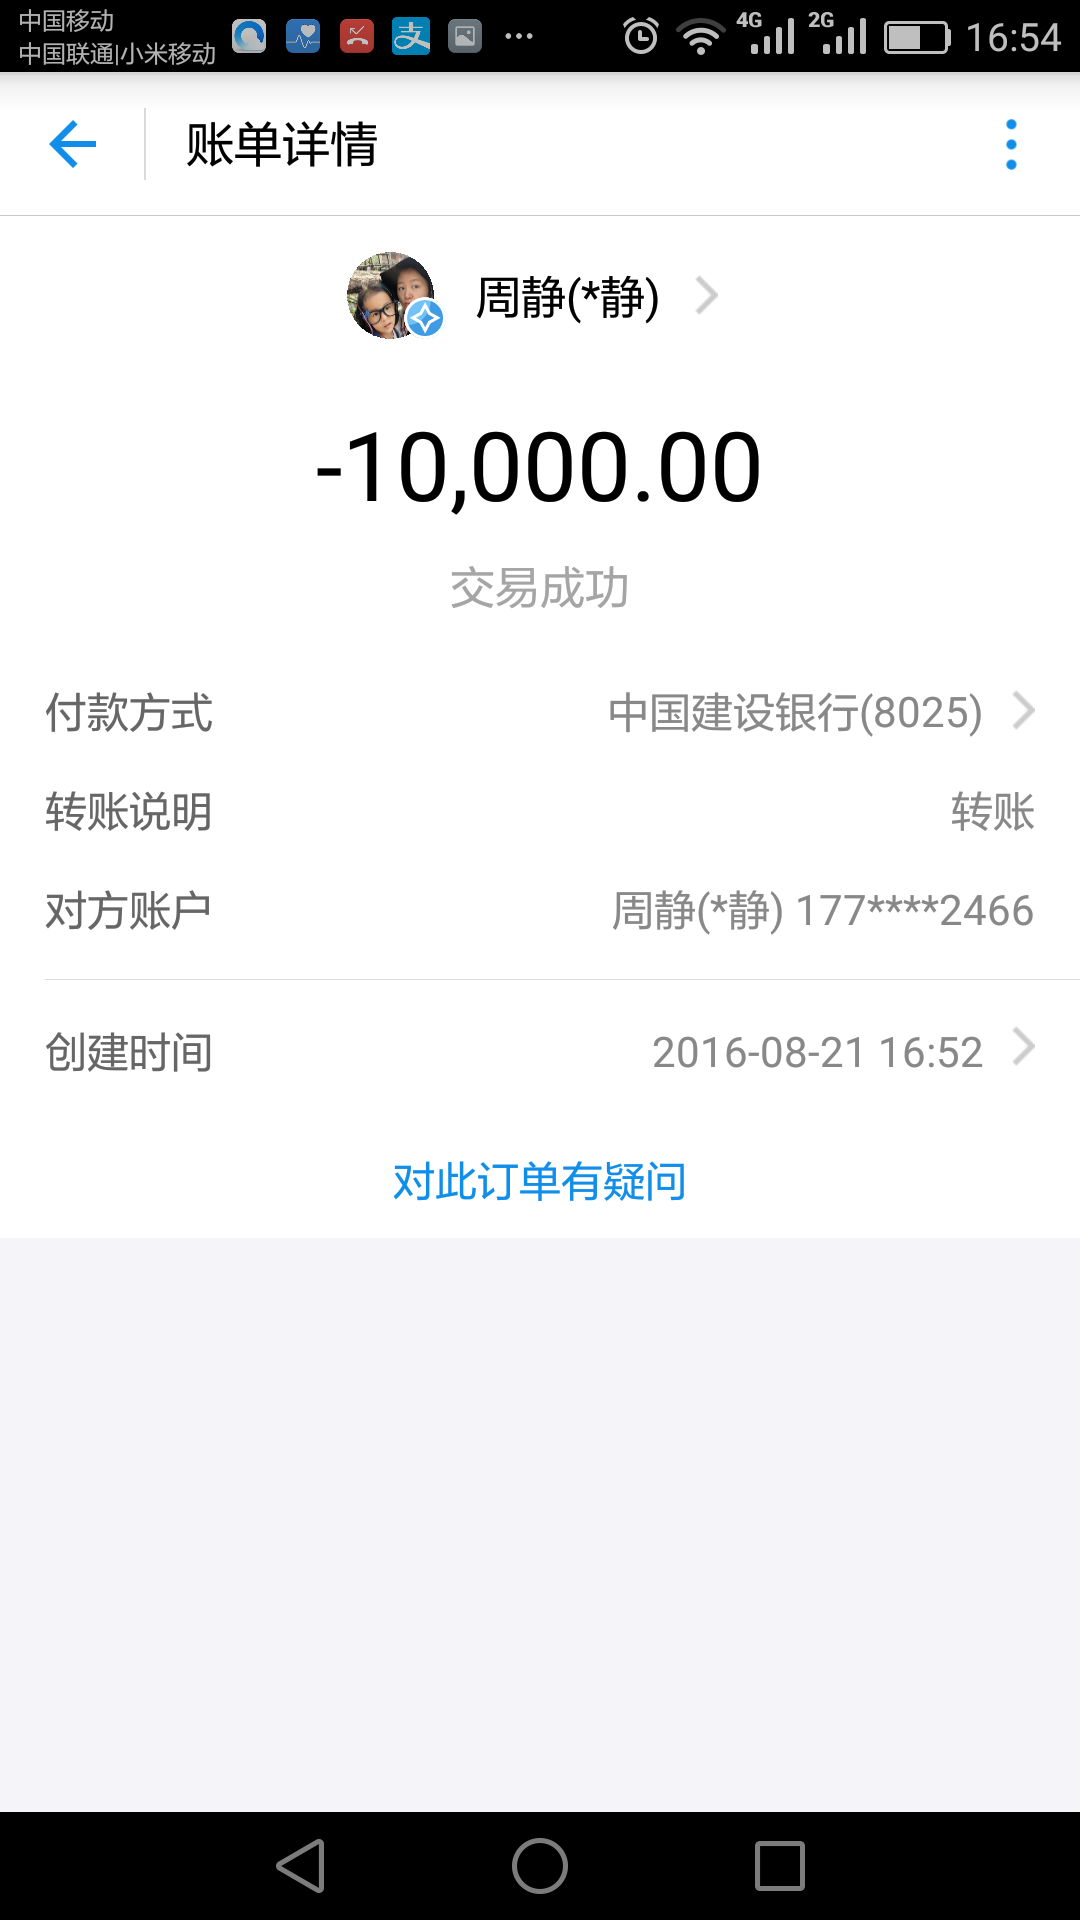 中国移动
中国联通|小米移动
4G
2G
16:54
账单详情
周静(*静)
-10,000.00
交易成功
付款方式 中国建设银行(8025)
转账说明 转账
对方账户 周静(*静) 177****2466
创建时间 2016-08-21 16:52
对此订单有疑问